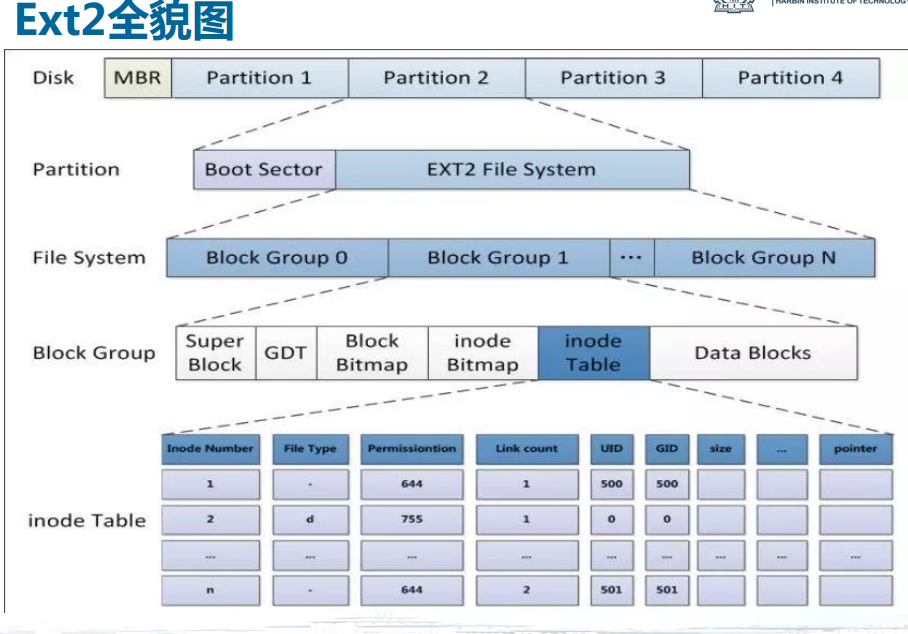 Ext2全貌图
HARBIN INSTITUTE OF TECHNOLOGY
Disk MBR Partition 1 Partition 2 Partition 3 Partition 4
Partition Boot Sector EXT2 File System
File System Block Group 0 Block Group 1 ... Block Group N
Block Group Super Block GDT Block Bitmap inode Bitmap inode Table Data Blocks
Inode Number File Type Permissiontion Link count UID GID size ... pointer
1 - 644 1 500 500
inode Table 2 d 755 1 0 0
... ... ... ... ... ... ... ... ...
n - 644 2 501 501